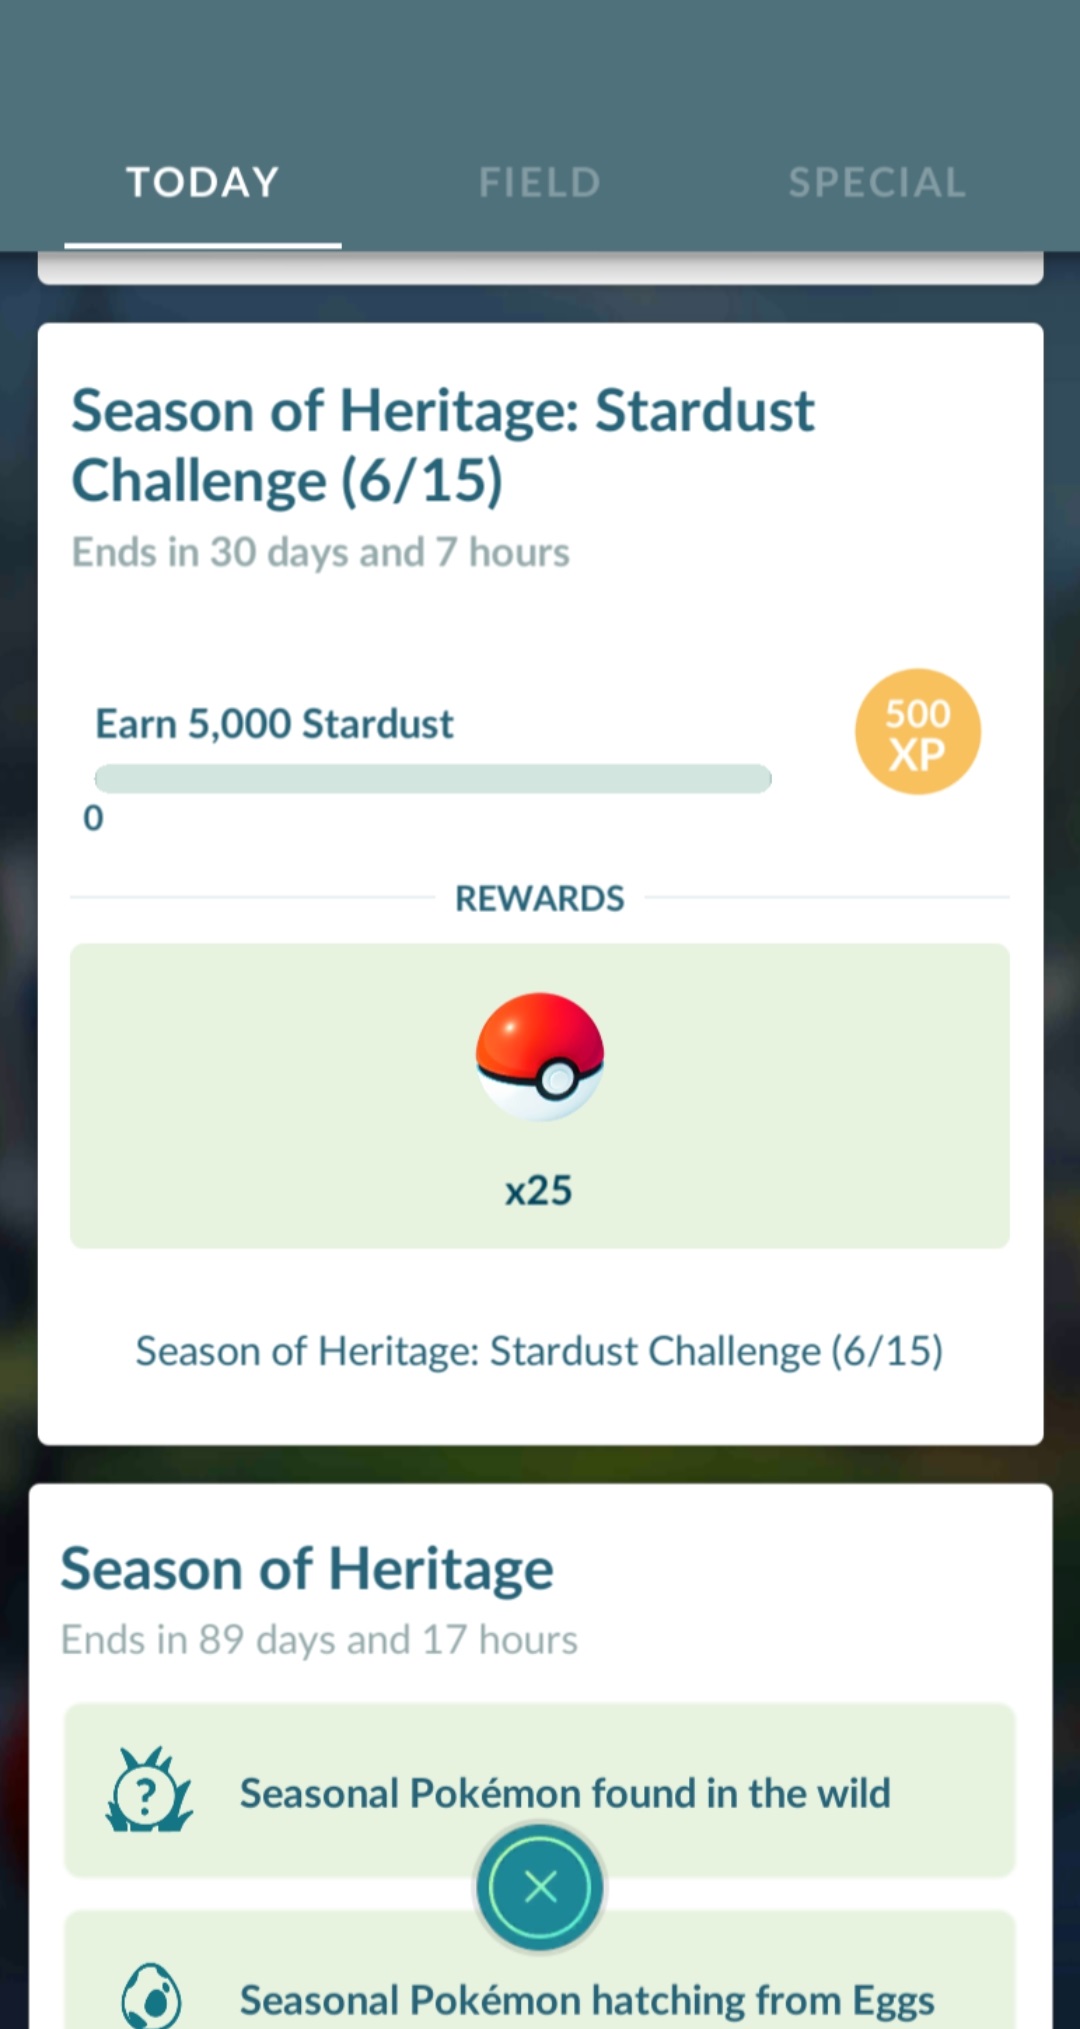 TODAY
FIELD
SPECIAL
Season of Heritage: Stardust
Challenge (6/15)
Ends in 30 days and 7 hours
Earn 5,000 Stardust
500
XP
0
REWARDS
x25
Season of Heritage: Stardust Challenge (6/15)
Season of Heritage
Ends in 89 days and 17 hours
?
Seasonal Pokémon found in the wild
Seasonal Pokémon hatching from Eggs